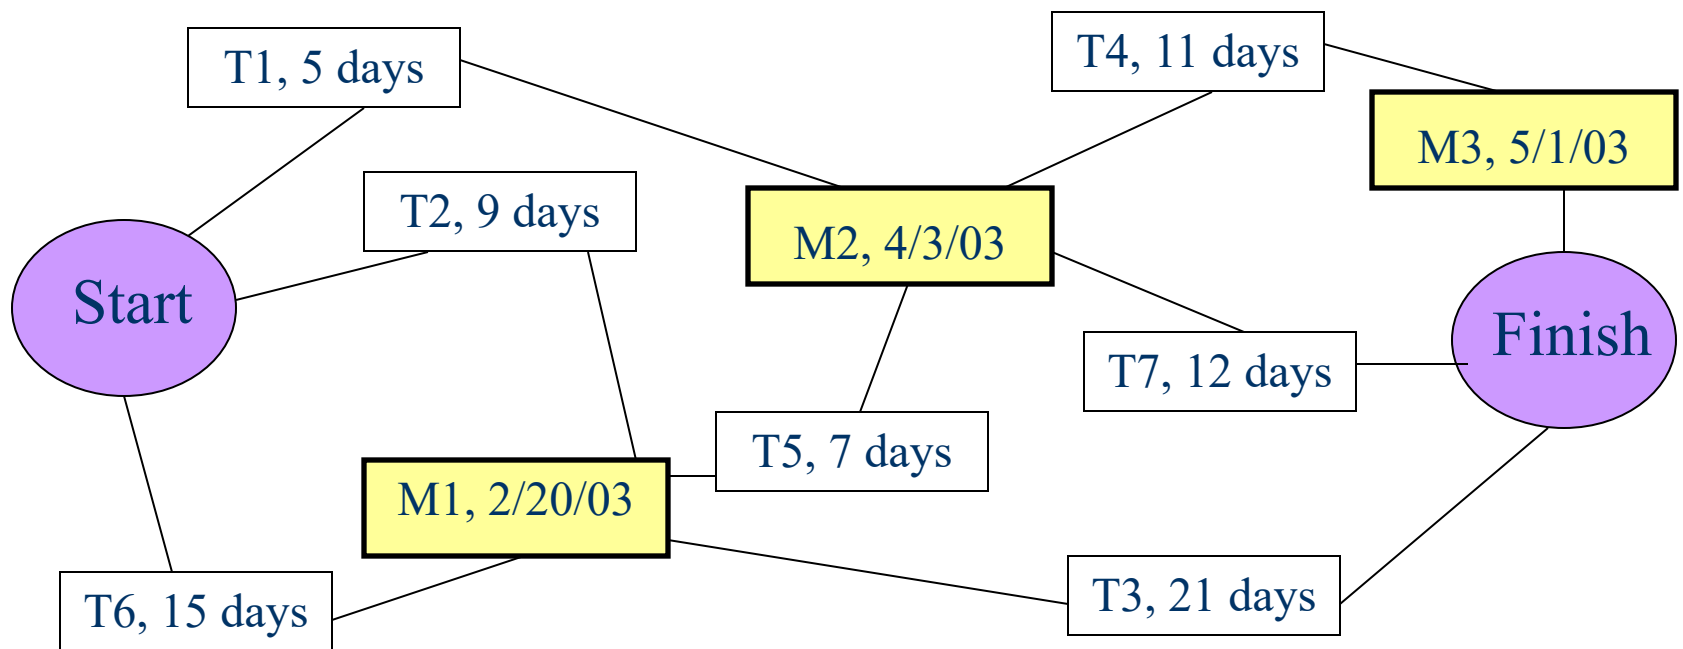 T1, 5 days
T4, 11 days
M3, 5/1/03
T2, 9 days
M2, 4/3/03
Start
Finish
T7, 12 days
T5, 7 days
M1, 2/20/03
T3, 21 days
T6, 15 days